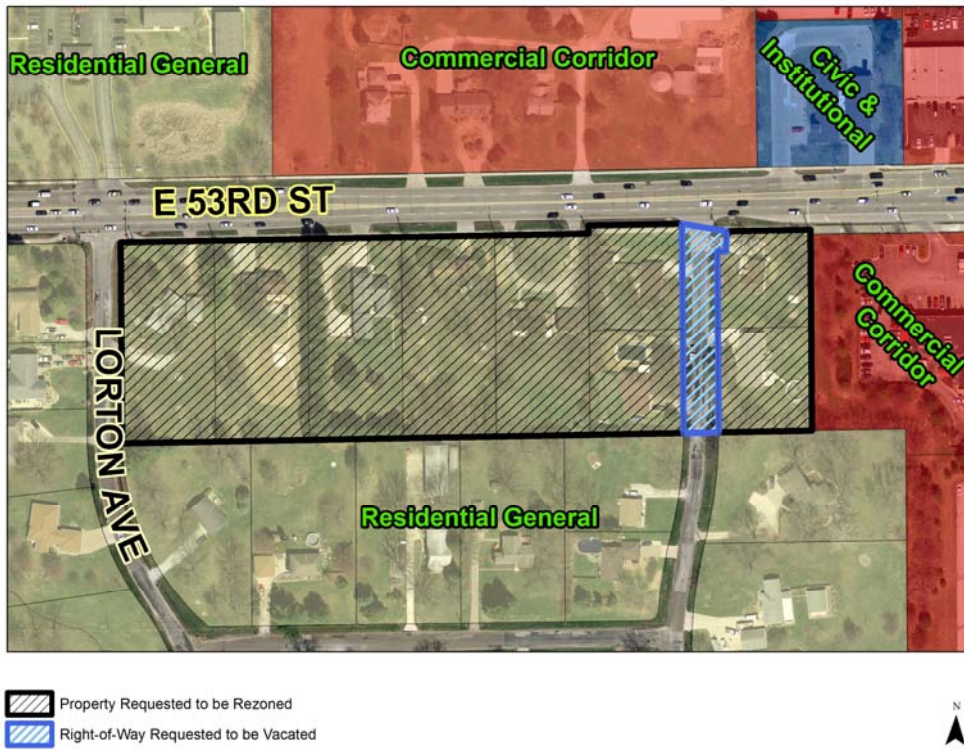 Residential General
Commercial Corridor
Civic &
Institutional
E 53RD ST
Commercial
Corridor
LORTON AVE
Residential General
Property Requested to be Rezoned
N
Right-of-Way Requested to be Vacated